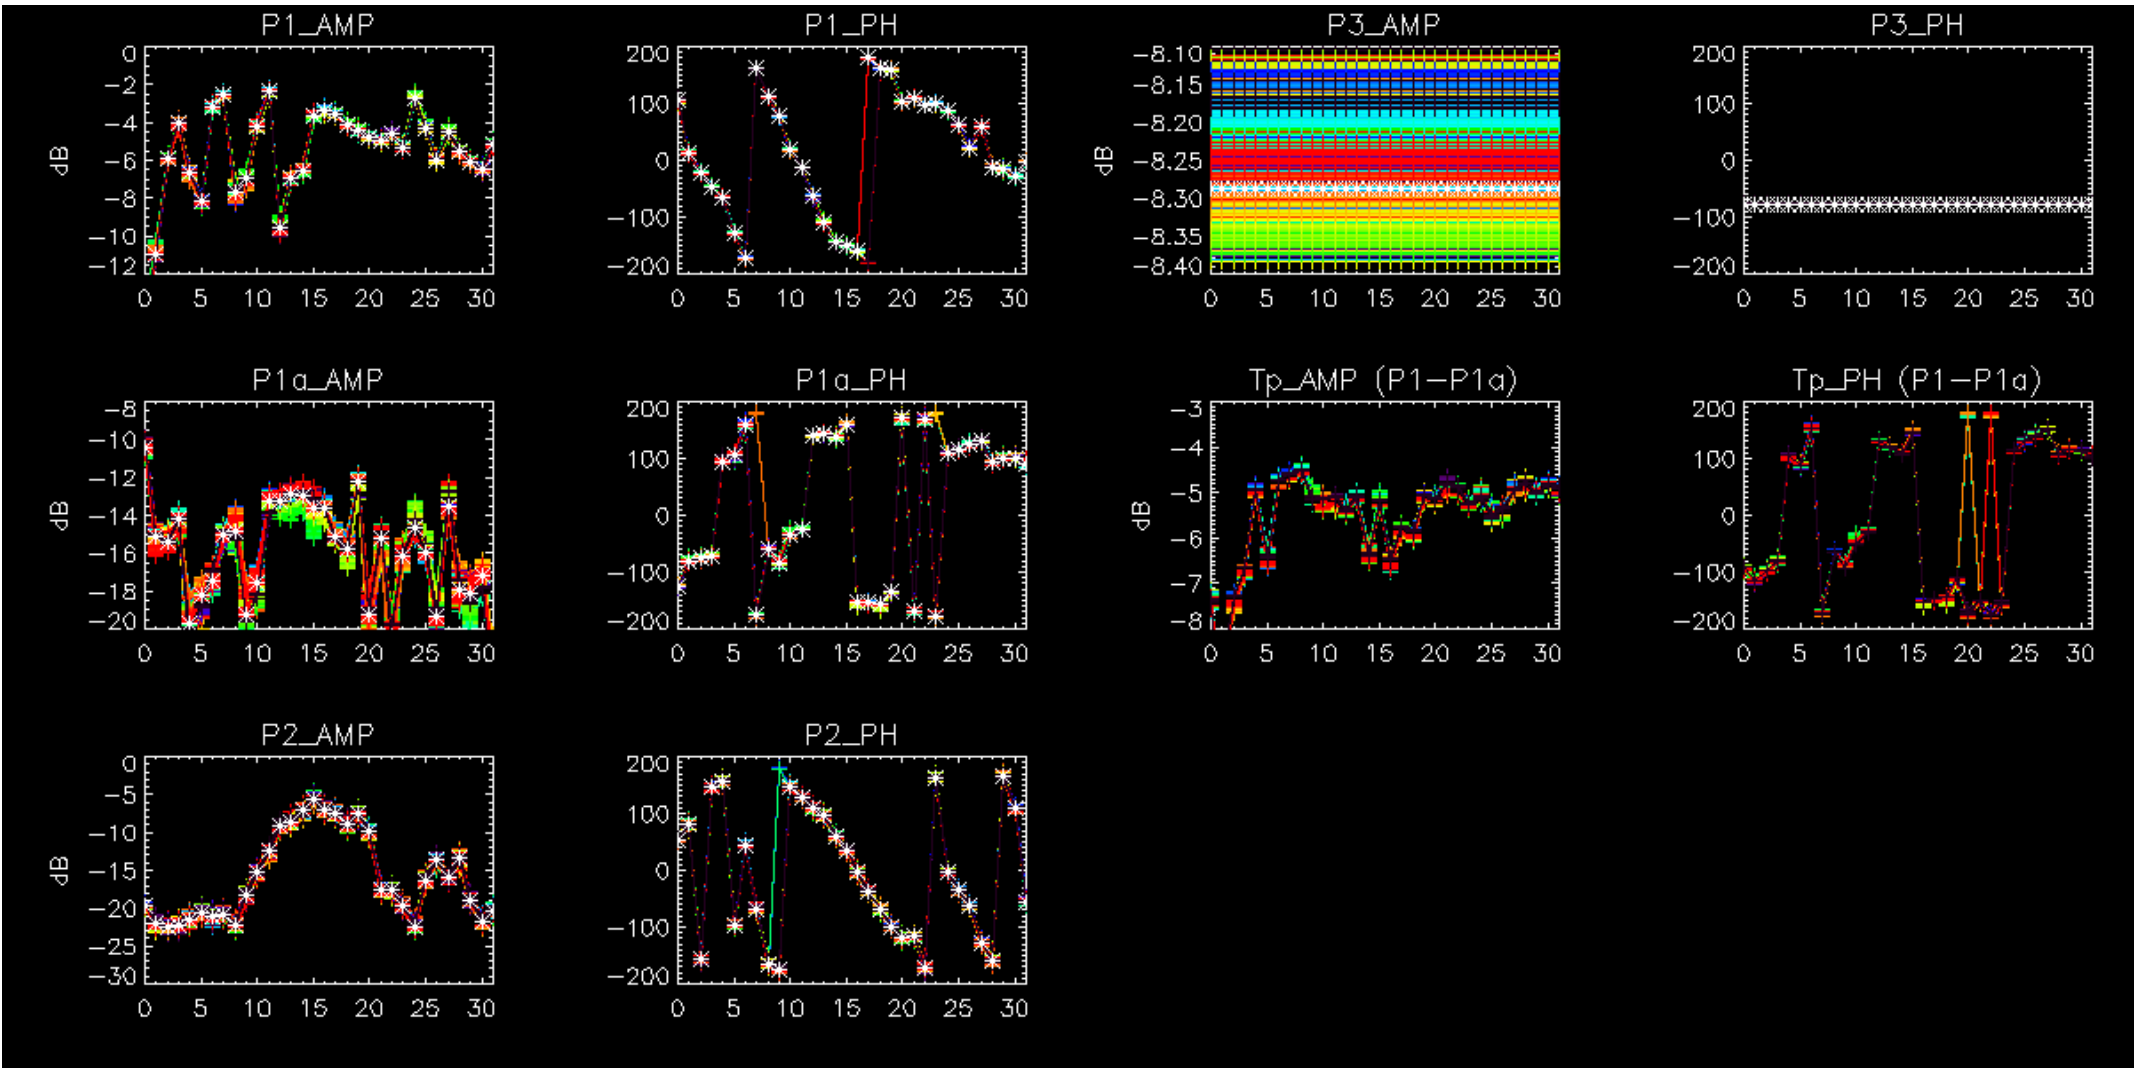 P1_AMP P1_PH P3_AMP P3_PH
0 200 −8.10 200
−2 100 −8.15 100
−4 0 −8.20 0
−6 −100 −8.25 −100
−8 −200 −8.30 −200
−10 −8.35
−12 −8.40
dB dB
0 5 10 15 20 25 30 0 5 10 15 20 25 30 0 5 10 15 20 25 30 0 5 10 15 20 25 30
P1a_AMP P1a_PH Tp_AMP (P1−P1a) Tp_PH (P1−P1a)
−8 200 −3 200
−10 100 −4 100
−12 0 −5 0
−14 −100 −6 −100
−16 −200 −7 −200
−18 −8
−20
dB dB
0 5 10 15 20 25 30 0 5 10 15 20 25 30 0 5 10 15 20 25 30 0 5 10 15 20 25 30
P2_AMP P2_PH
0 200
−5 100
−10 0
−15 −100
−20 −200
−25
−30
dB
0 5 10 15 20 25 30 0 5 10 15 20 25 30